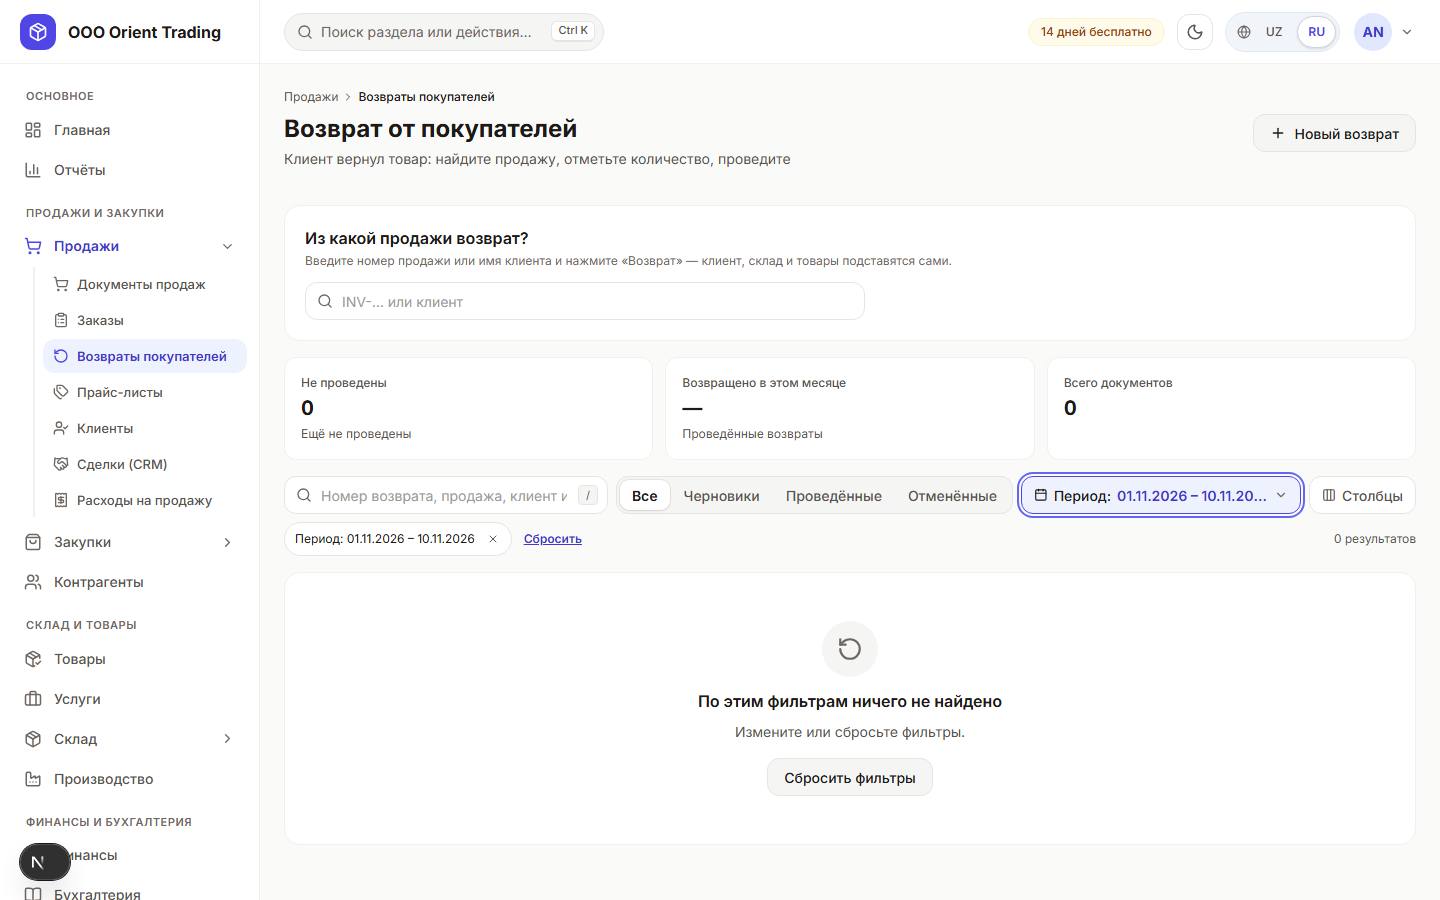 OOO Orient Trading
Поиск раздела или действия...
Ctrl K
14 дней бесплатно
UZ
RU
AN
ОСНОВНОЕ
Главная
Отчёты
ПРОДАЖИ И ЗАКУПКИ
Продажи
Документы продаж
Заказы
Возвраты покупателей
Прайс-листы
Клиенты
Сделки (CRM)
Расходы на продажу
Закупки
Контрагенты
СКЛАД И ТОВАРЫ
Товары
Услуги
Склад
Производство
ФИНАНСЫ И БУХГАЛТЕРИЯ
N
инансы
Бухгалтерия
Продажи
Возвраты покупателей
Возврат от покупателей
Клиент вернул товар: найдите продажу, отметьте количество, проведите
Новый возврат
Из какой продажи возврат?
Введите номер продажи или имя клиента и нажмите «Возврат» — клиент, склад и товары подставятся сами.
INV-... или клиент
Не проведены
0
Ещё не проведены
Возвращено в этом месяце
—
Проведённые возвраты
Всего документов
0
Номер возврата, продажа, клиент и
/
Все
Черновики
Проведённые
Отменённые
Период: 01.11.2026 – 10.11.20...
Столбцы
Период: 01.11.2026 – 10.11.2026
Сбросить
0 результатов
По этим фильтрам ничего не найдено
Измените или сбросьте фильтры.
Сбросить фильтры